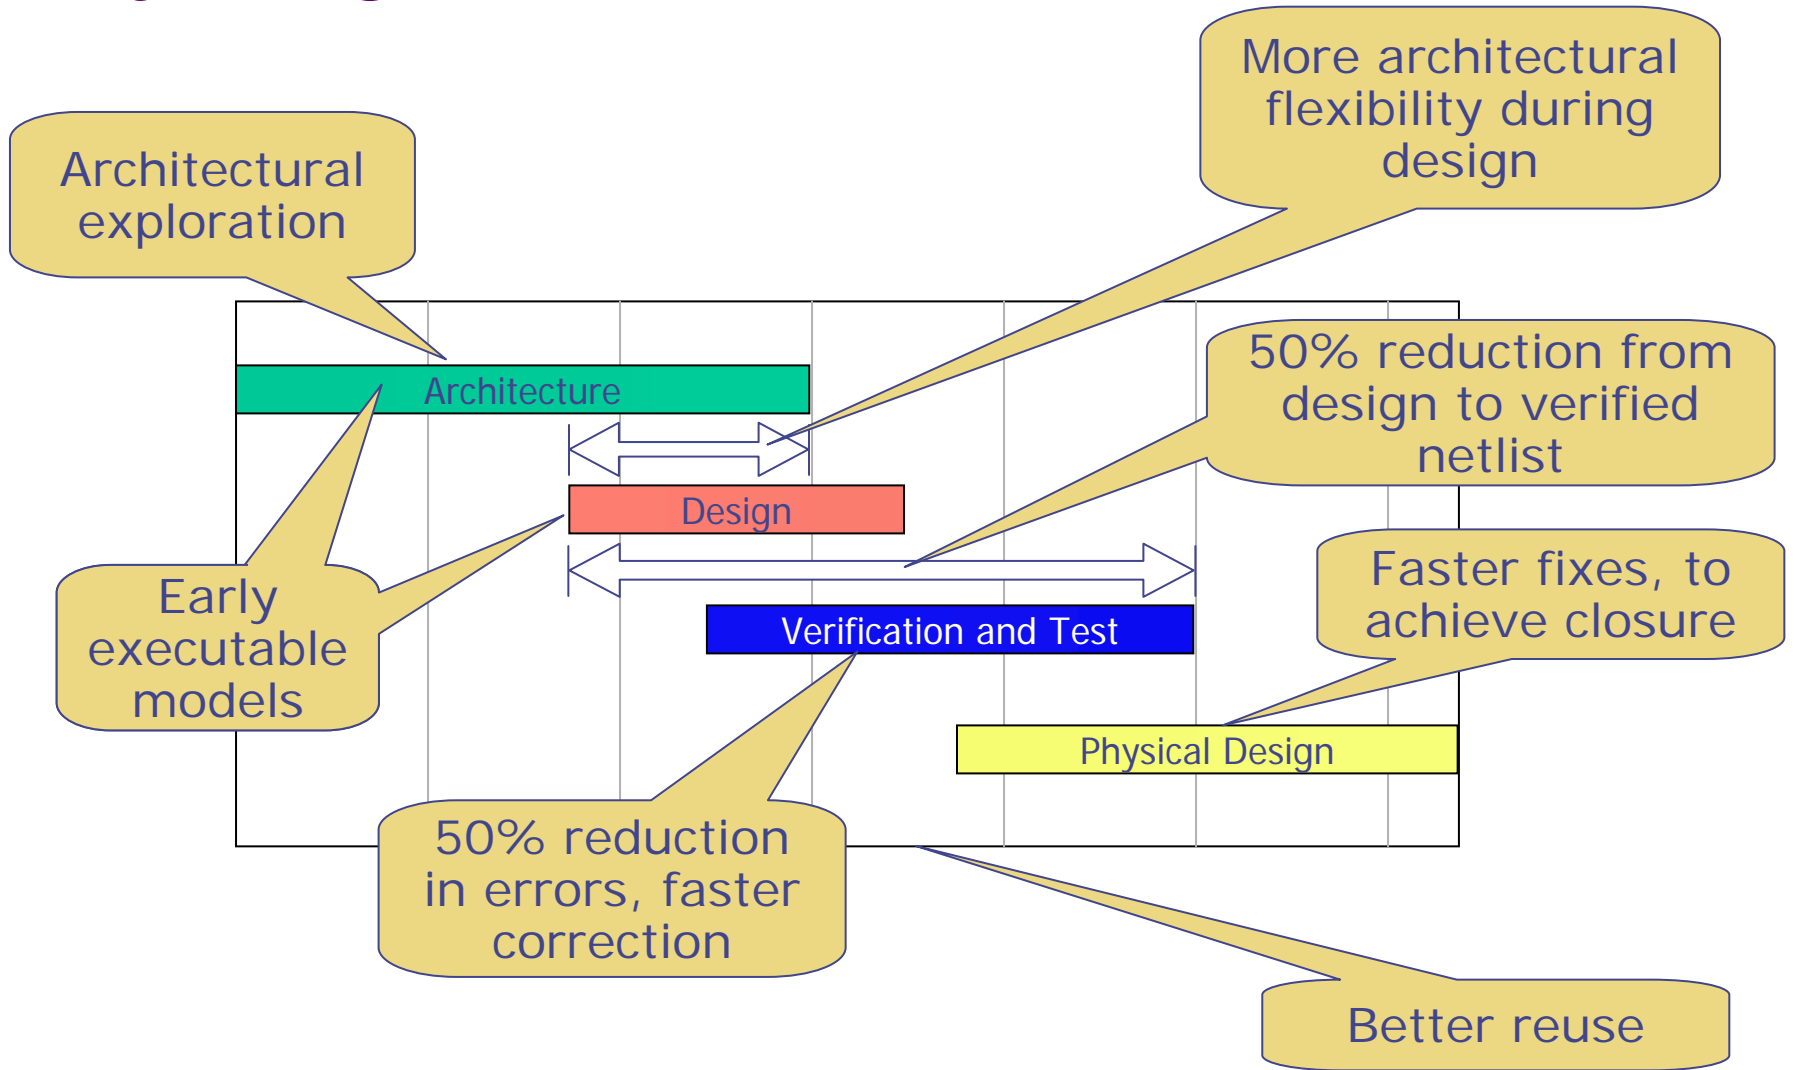 More architectural
flexibility during
design
Architectural
exploration
50% reduction from
design to verified
netlist
Architecture
Design
Faster fixes, to
achieve closure
Early
executable
models
Verification and Test
Physical Design
50% reduction
in errors, faster
correction
Better reuse